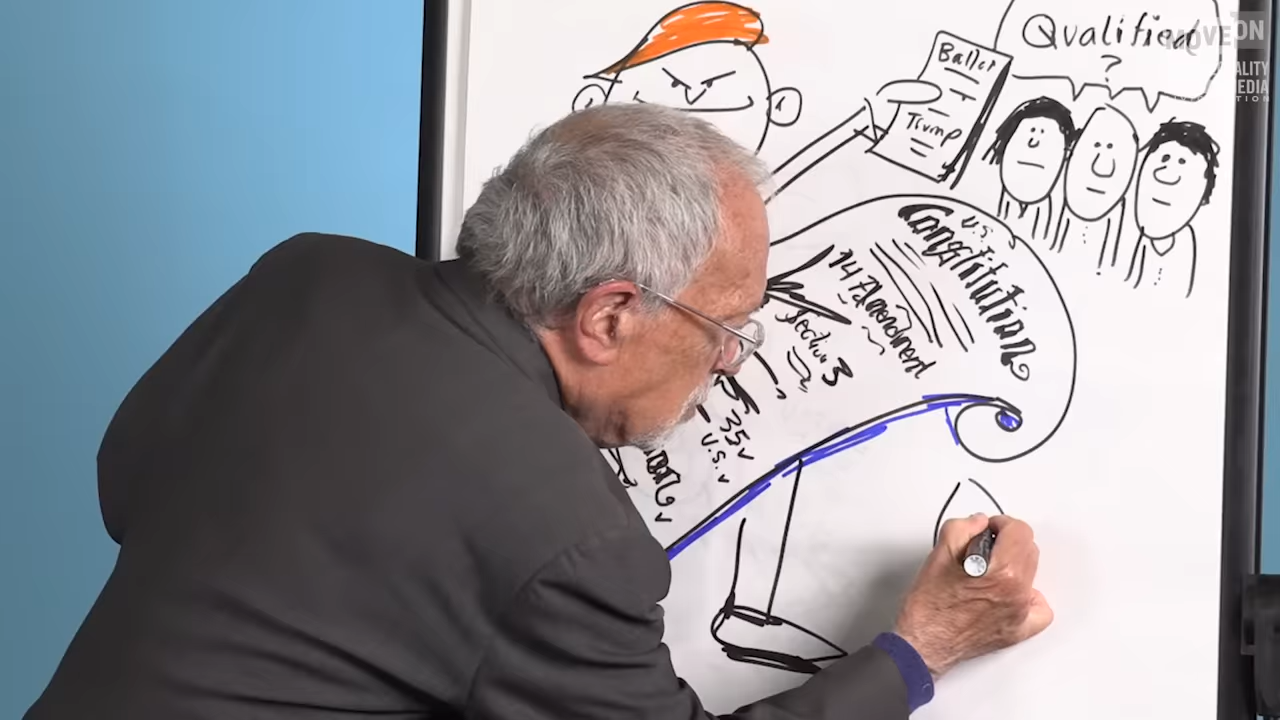 Qualified
?
MOVEON
Ballot
Trump
U.S.
Constitution
14 Amendment
Section 3
35
U.S.